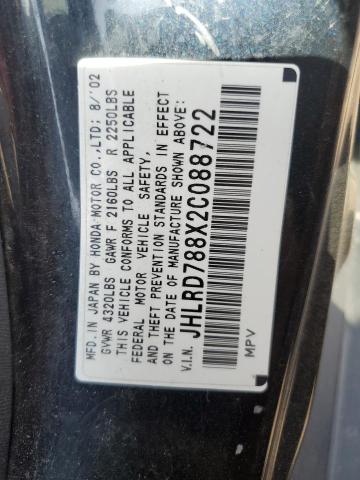 MFD. IN JAPAN BY HONDA MOTOR CO.,LTD: 8/'02
GVWR 4320LBS GAWR F 2160LBS R 2250LBS
THIS VEHICLE CONFORMS TO ALL APPLICABLE
FEDERAL MOTOR VEHICLE SAFETY,
AND THEFT PREVENTION STANDARDS IN EFFECT
ON THE DATE OF MANUFACTURE SHOWN ABOVE:
V.I.N. JHLRD788X2C088722
MPV